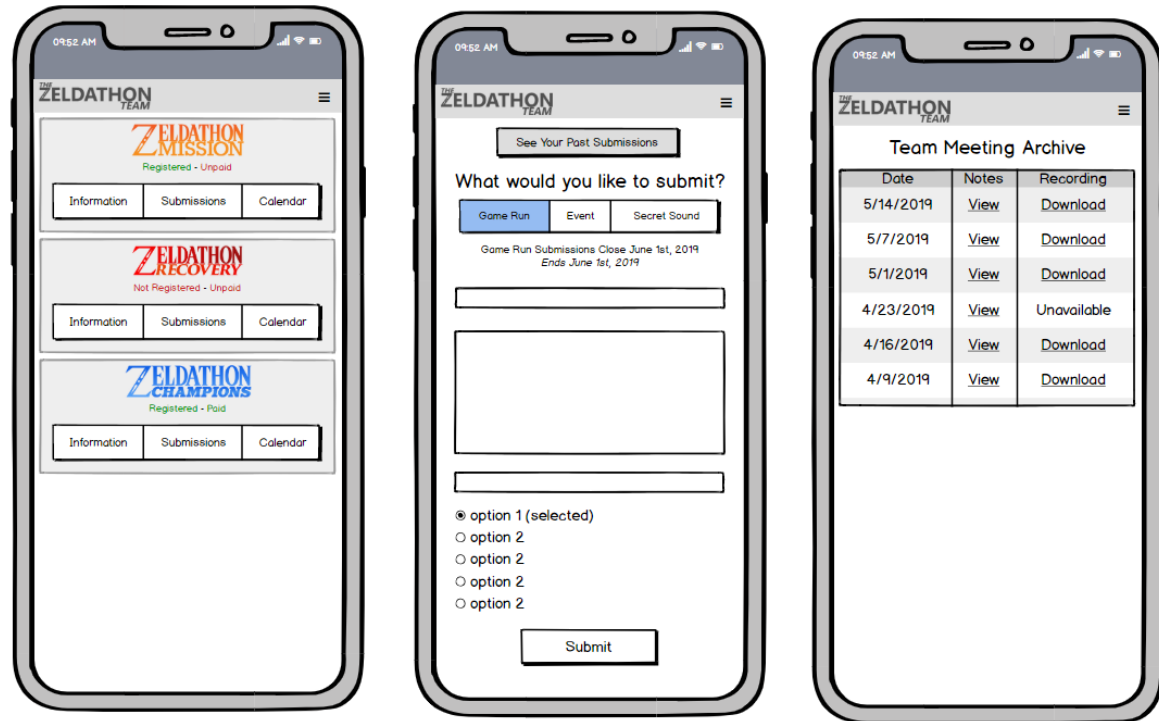 09:52 AM
THE
ZELDATHON
TEAM
ZELDATHON
MISSION
Registered - Unpaid
Information Submissions Calendar
ZELDATHON
RECOVERY
Not Registered - Unpaid
Information Submissions Calendar
ZELDATHON
CHAMPIONS
Registered - Paid
Information Submissions Calendar
09:52 AM
THE
ZELDATHON
TEAM
See Your Past Submissions
What would you like to submit?
Game Run Event Secret Sound
Game Run Submissions Close June 1st, 2019
Ends June 1st, 2019
option 1 (selected)
option 2
option 2
option 2
option 2
Submit
09:52 AM
THE
ZELDATHON
TEAM
Team Meeting Archive
Date Notes Recording
5/14/2019 View Download
5/7/2019 View Download
5/1/2019 View Download
4/23/2019 View Unavailable
4/16/2019 View Download
4/9/2019 View Download